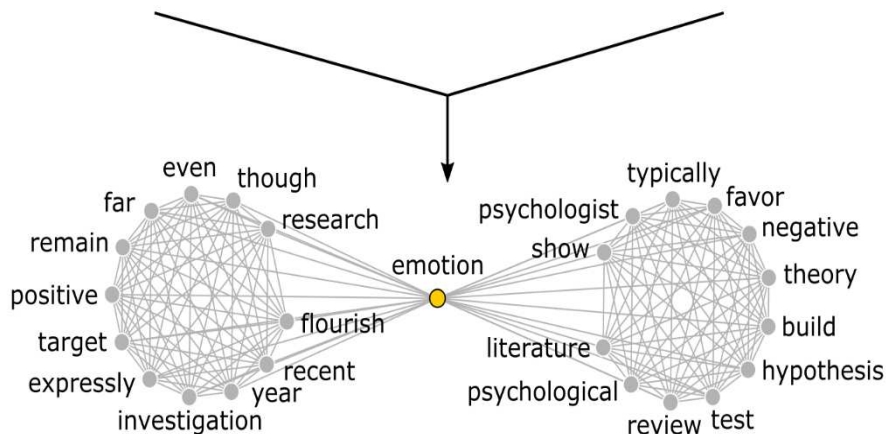 even
though
far
research
remain
positive
target
flourish
expressly
recent
year
investigation
emotion
typically
favor
psychologist
negative
show
theory
build
literature
hypothesis
psychological
test
review